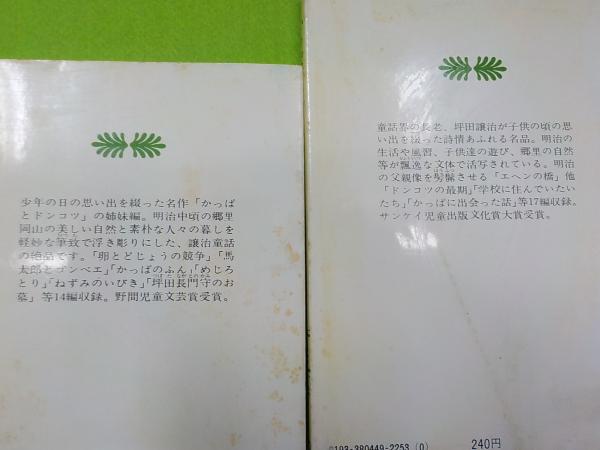 少年の日の思い出を綴った名作「かっぱ
とドンコツ」の姉妹編。明治中頃の郷里
岡山の美しい自然と素朴な人々の暮しを
軽妙な筆致で浮き彫りにした、譲治童話
の絶品です。「卵とどじょうの競争」「馬
太郎とゴンベエ」「かっぱのふん」「めじろ
とり」「ねずみのいびき」「坪田長門守のお
墓」等14編収録。野間児童文芸賞受賞。
童話界の長老、坪田譲治が子供の頃の思
い出を綴った詩情あふれる名品。明治の
生活や風習、子供達の遊び、郷里の自然
等が飄逸な文体で活写されている。明治
の父親像を髣髴させる「エヘンの橋」他
「ドンコツの最期」「学校に住んでいたい
たち」「かっぱに出会った話」等17編収録。
サンケイ児童出版文化賞大賞受賞。
0193-380449-2253(0) 240円